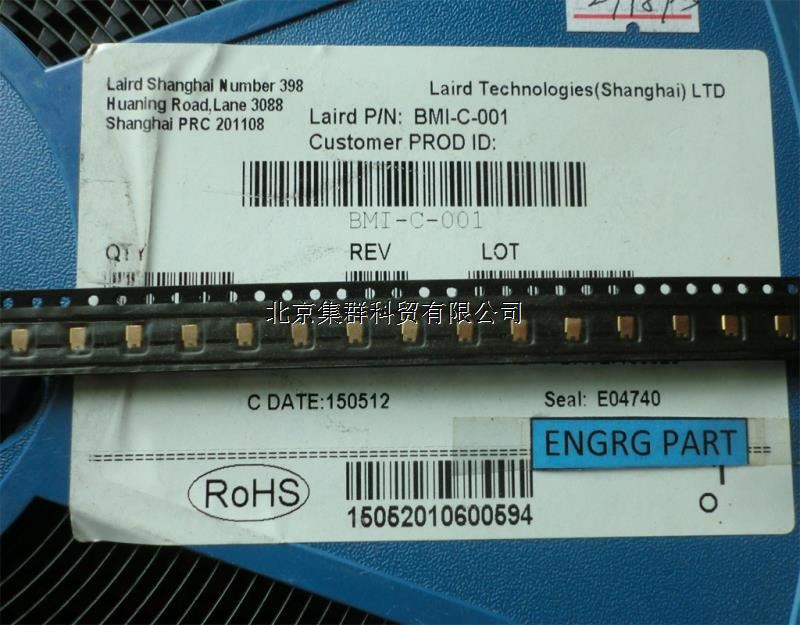 Laird Shanghai Number 398
Huaning Road,Lane 3088
Shanghai PRC 201108
Laird Technologies(Shanghai) LTD
Laird P/N: BMI-C-001
Customer PROD ID:
BMI-C-001
QTY
REV
LOT
北京集群科贸有限公司
C DATE:150512
Seal: E04740
ENGRG PART
RoHS
15052010600594
O